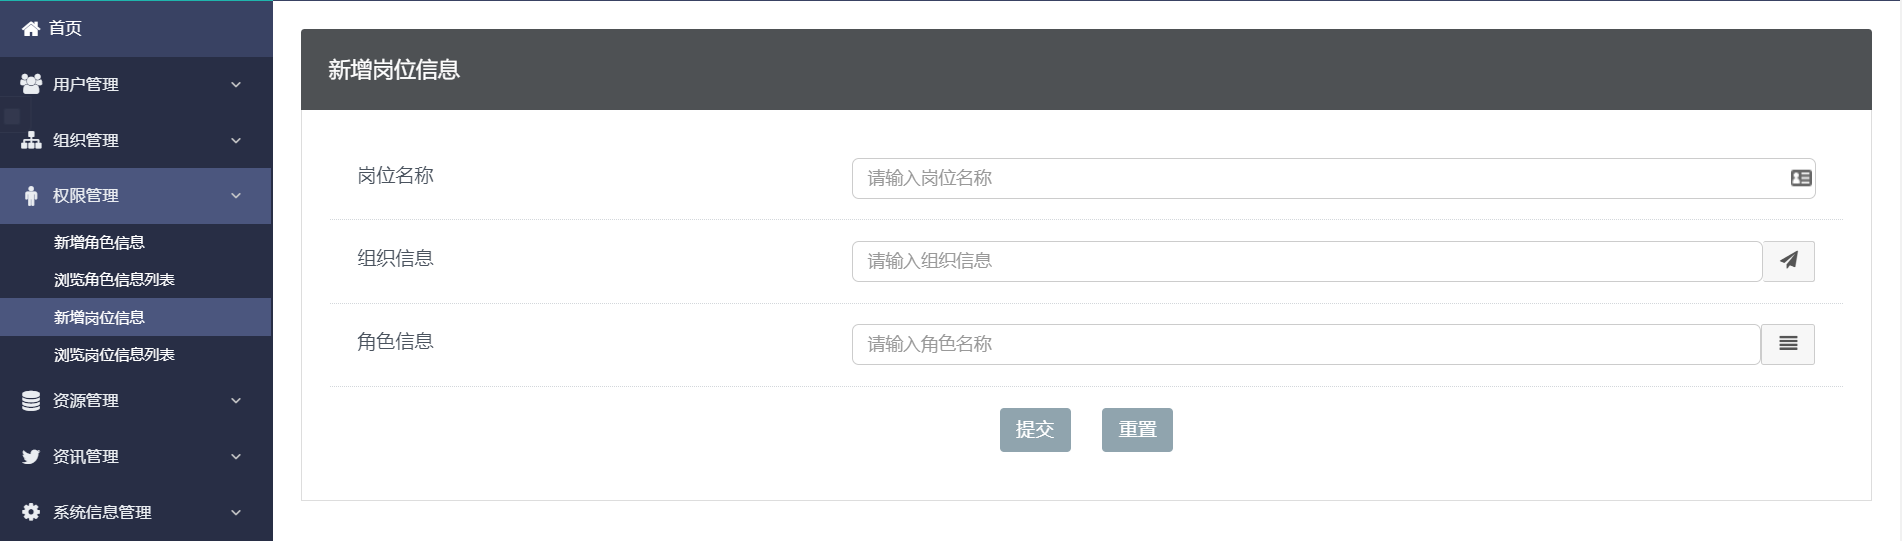 首页
用户管理
组织管理
权限管理
新增角色信息
浏览角色信息列表
新增岗位信息
浏览岗位信息列表
资源管理
资讯管理
系统信息管理
新增岗位信息
岗位名称
请输入岗位名称
组织信息
请输入组织信息
角色信息
请输入角色名称
提交 重置